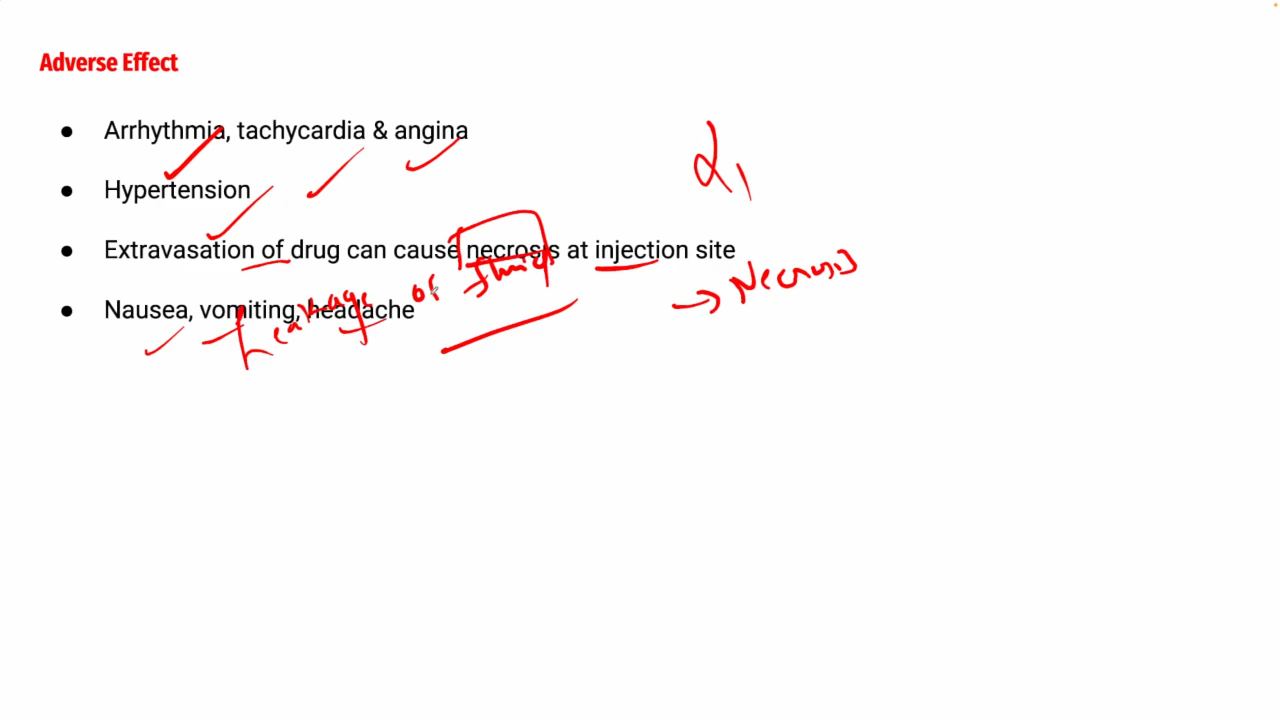 Adverse Effect
● Arrhythmia, tachycardia & angina
α1
● Hypertension
● Extravasation of drug can cause necrosis at injection site
Leakage of fluid
→ Necrosis
● Nausea, vomiting, headache